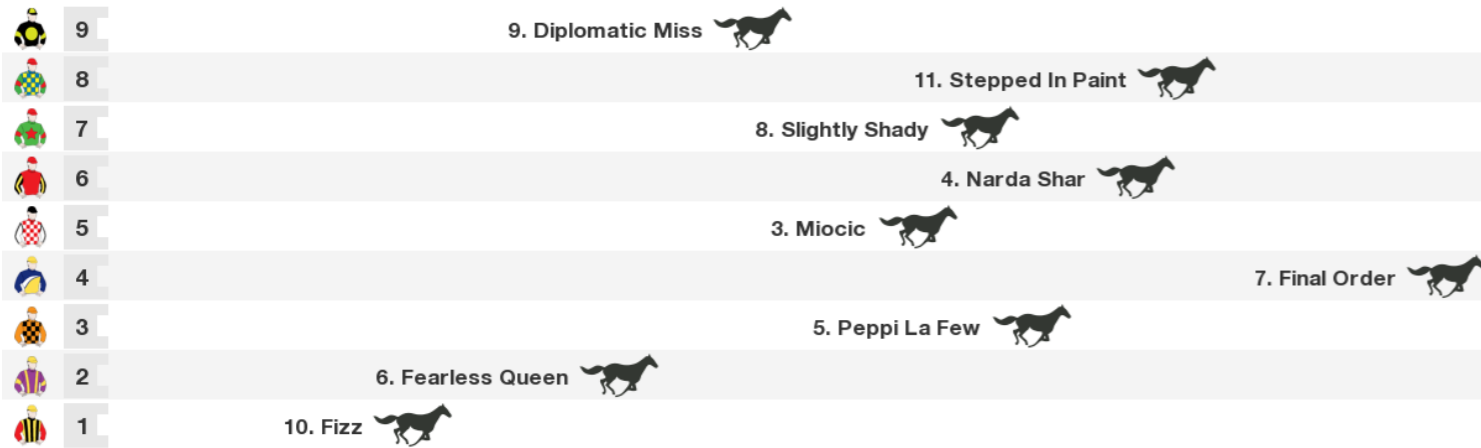 9 9. Diplomatic Miss
8 11. Stepped In Paint
7 8. Slightly Shady
6 4. Narda Shar
5 3. Miocic
4 7. Final Order
3 5. Peppi La Few
2 6. Fearless Queen
1 10. Fizz